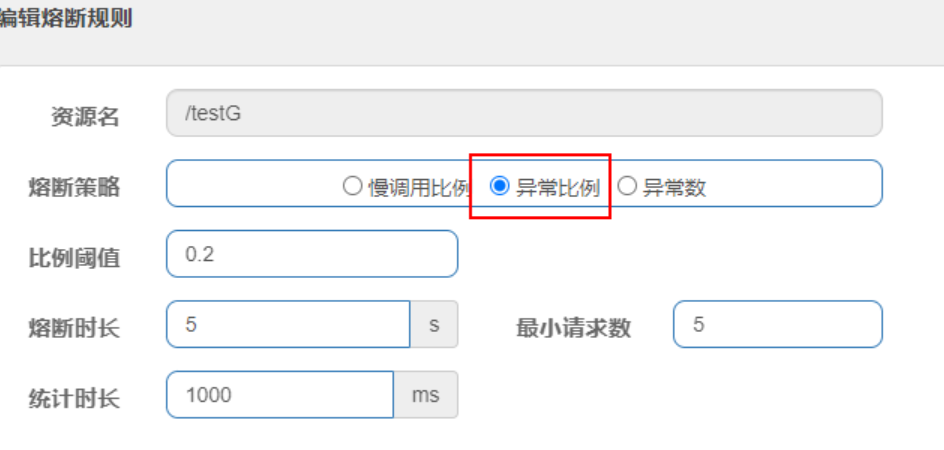 编辑熔断规则
资源名 /testG
熔断策略 慢调用比例 异常比例 异常数
比例阈值 0.2
熔断时长 5 s 最小请求数 5
统计时长 1000 ms